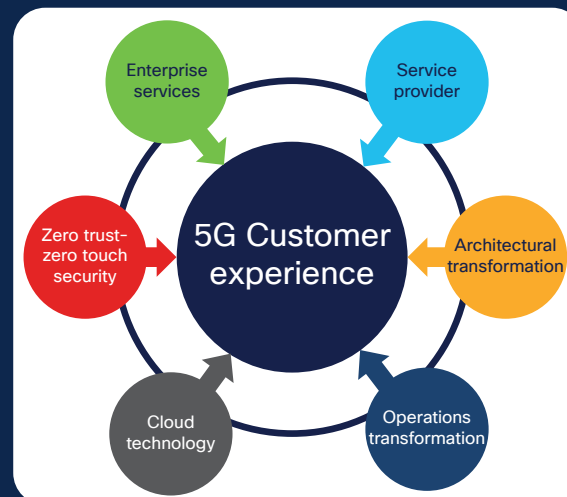 Enterprise
services
Service
provider
Zero trust-
zero touch
security
5G Customer
experience
Architectural
transformation
Cloud
technology
Operations
transformation